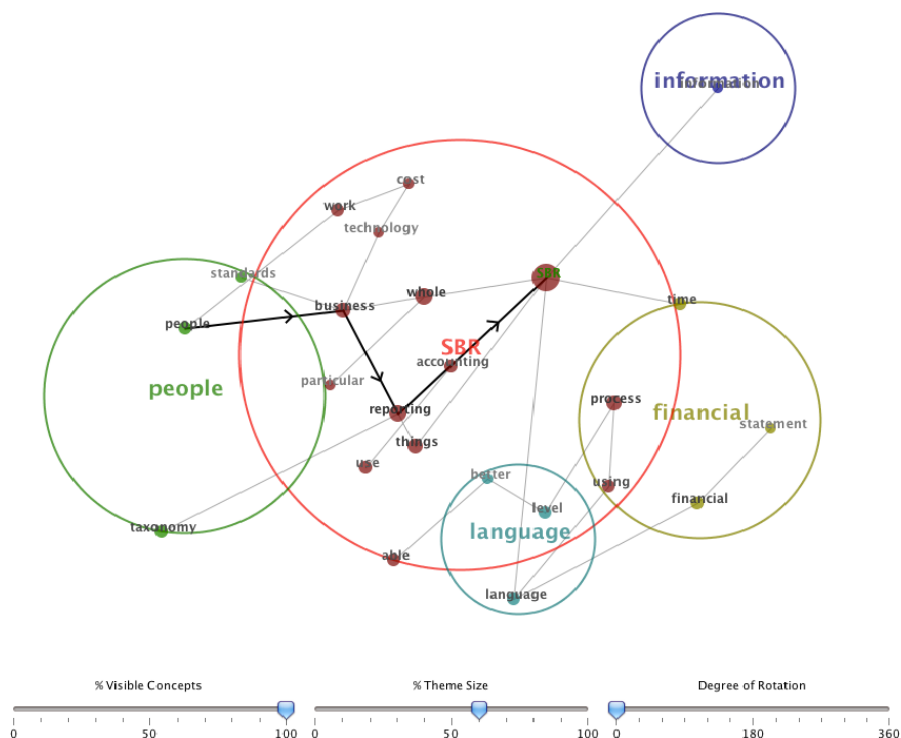 information
information
cost
work
technology
standards
SBR
whole
time
business
people
SBR
accounting
particular
people
process
reporting
financial
statement
things
use
better
using
financial
level
language
taxonomy
able
language
% Visible Concepts
% Theme Size
Degree of Rotation
0
50
100
0
50
100
0
180
360